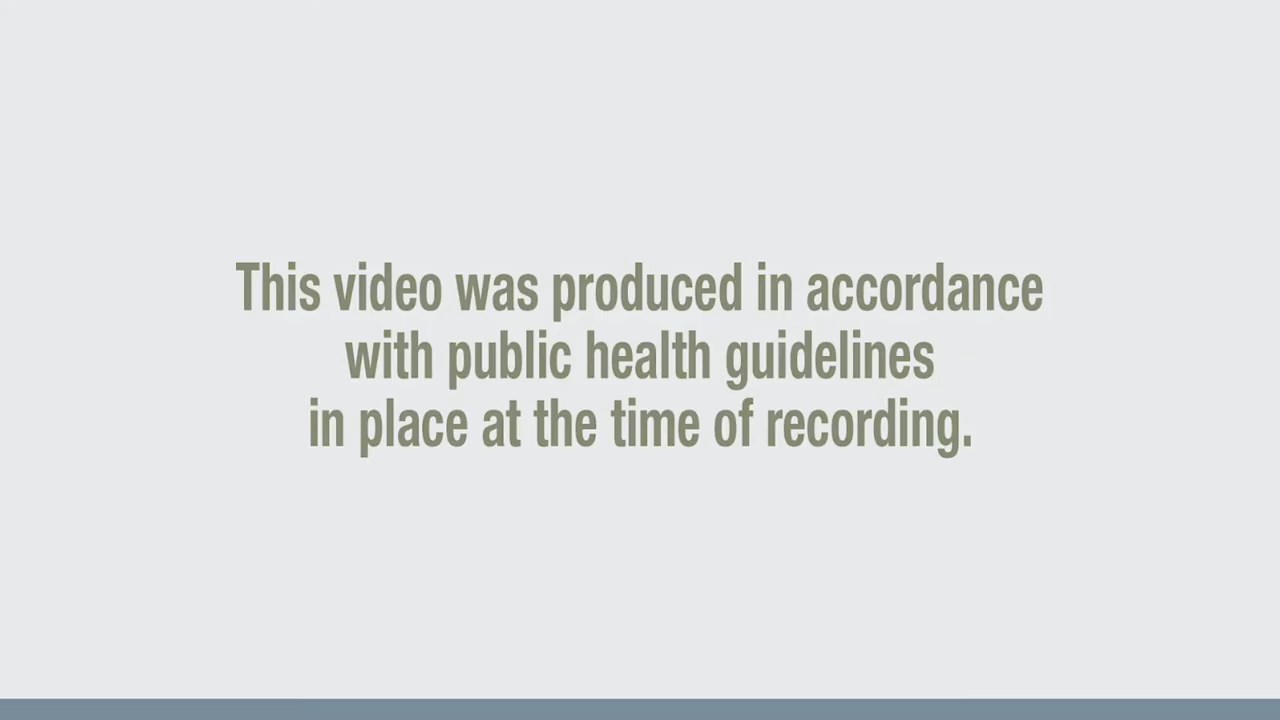 This video was produced in accordance
with public health guidelines
in place at the time of recording.